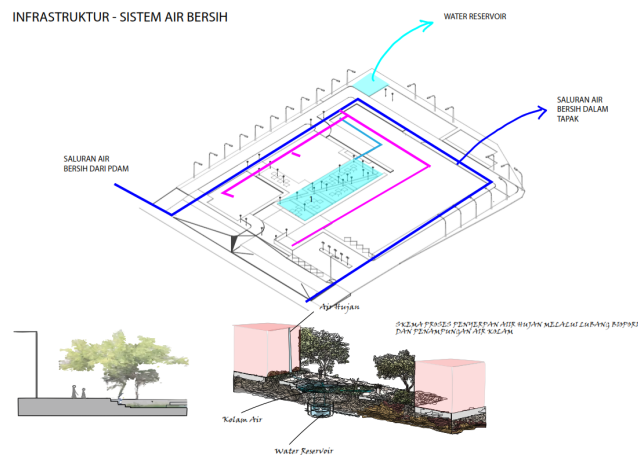 INFRASTRUKTUR - SISTEM AIR BERSIH
WATER RESERVOIR
SALURAN AIR
BERSIH DALAM
TAPAK
SALURAN AIR
BERSIH DARI PDAM
Air Hujan
SKEMA PROSES PENYERPAN AIR HUJAN MELALUI LUBANG BIOPORI
DAN PENAMPUNGAN AIR KOLAM
Kolam Air
Water Reservoir